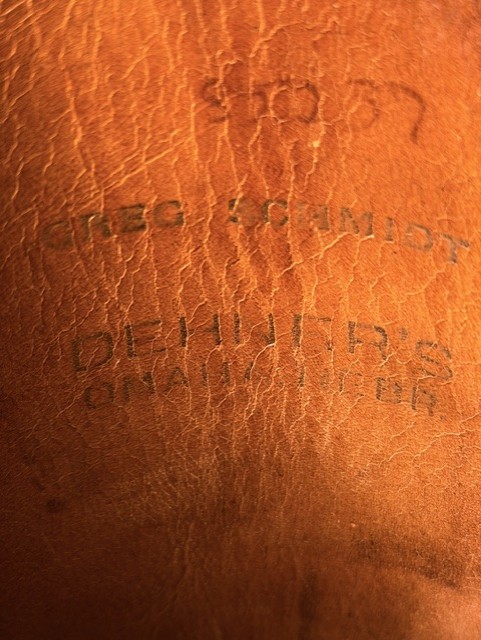 GREG SCHMIDT
DEHNER'S
OMAHA, NEBR.